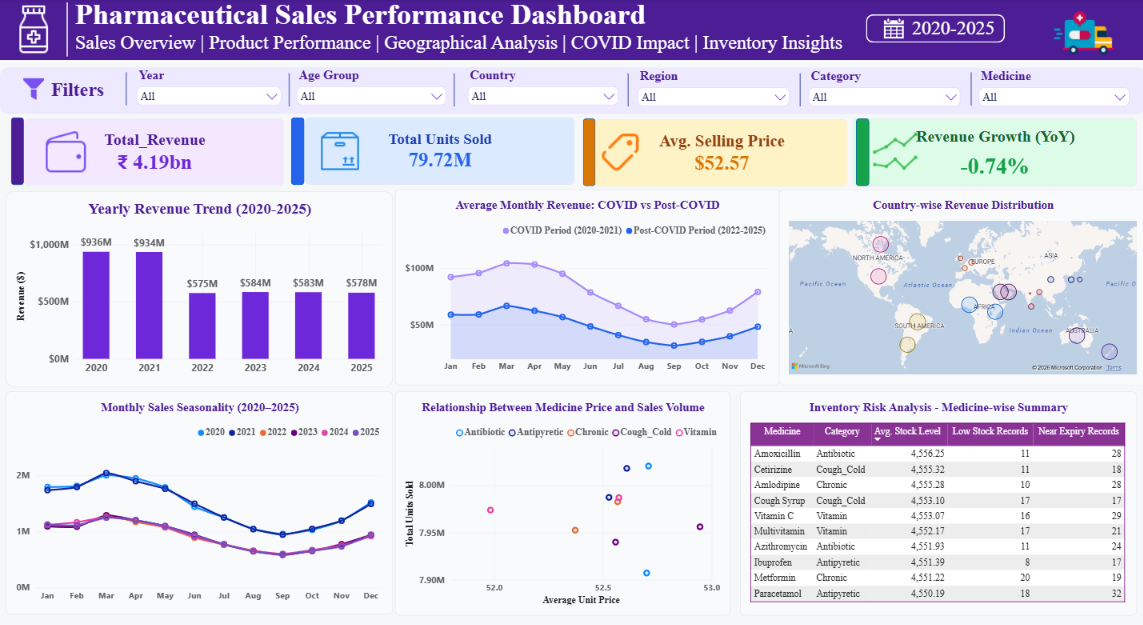 Pharmaceutical Sales Performance Dashboard
Sales Overview | Product Performance | Geographical Analysis | COVID Impact | Inventory Insights
2020-2025
Filters
Year
All
Age Group
All
Country
All
Region
All
Category
All
Medicine
All
Total_Revenue
₹ 4.19bn
Total Units Sold
79.72M
Avg. Selling Price
$52.57
Revenue Growth (YoY)
-0.74%
Yearly Revenue Trend (2020-2025)
Revenue ($)
$1,000M
$500M
$0M
$936M
$934M
$575M
$584M
$583M
$578M
2020 2021 2022 2023 2024 2025
Average Monthly Revenue: COVID vs Post-COVID
COVID Period (2020-2021) Post-COVID Period (2022-2025)
$100M
$50M
Jan Feb Mar Apr May Jun Jul Aug Sep Oct Nov Dec
Country-wise Revenue Distribution
NORTH AMERICA
EUROPE
ASIA
Pacific Ocean
Atlantic Ocean
Pacific O
AFRICA
SOUTH AMERICA
Indian Ocean
AUSTRALIA
A
Microsoft Bing
© 2026 Microsoft Corporation Terms
Monthly Sales Seasonality (2020–2025)
2020 2021 2022 2023 2024 2025
2M
1M
0M
Jan Feb Mar Apr May Jun Jul Aug Sep Oct Nov Dec
Relationship Between Medicine Price and Sales Volume
Antibiotic Antipyretic Chronic Cough_Cold Vitamin
Total Units Sold
8.00M
7.95M
7.90M
52.0 52.5 53.0
Average Unit Price
Inventory Risk Analysis - Medicine-wise Summary
Medicine Category Avg. Stock Level Low Stock Records Near Expiry Records
Amoxicillin Antibiotic 4,556.25 11 28
Cetirizine Cough_Cold 4,555.32 11 18
Amlodipine Chronic 4,555.28 10 28
Cough Syrup Cough_Cold 4,553.10 17 17
Vitamin C Vitamin 4,553.07 16 29
Multivitamin Vitamin 4,552.17 17 21
Azithromycin Antibiotic 4,551.93 11 24
Ibuprofen Antipyretic 4,551.39 8 17
Metformin Chronic 4,551.22 20 19
Paracetamol Antipyretic 4,550.19 18 32